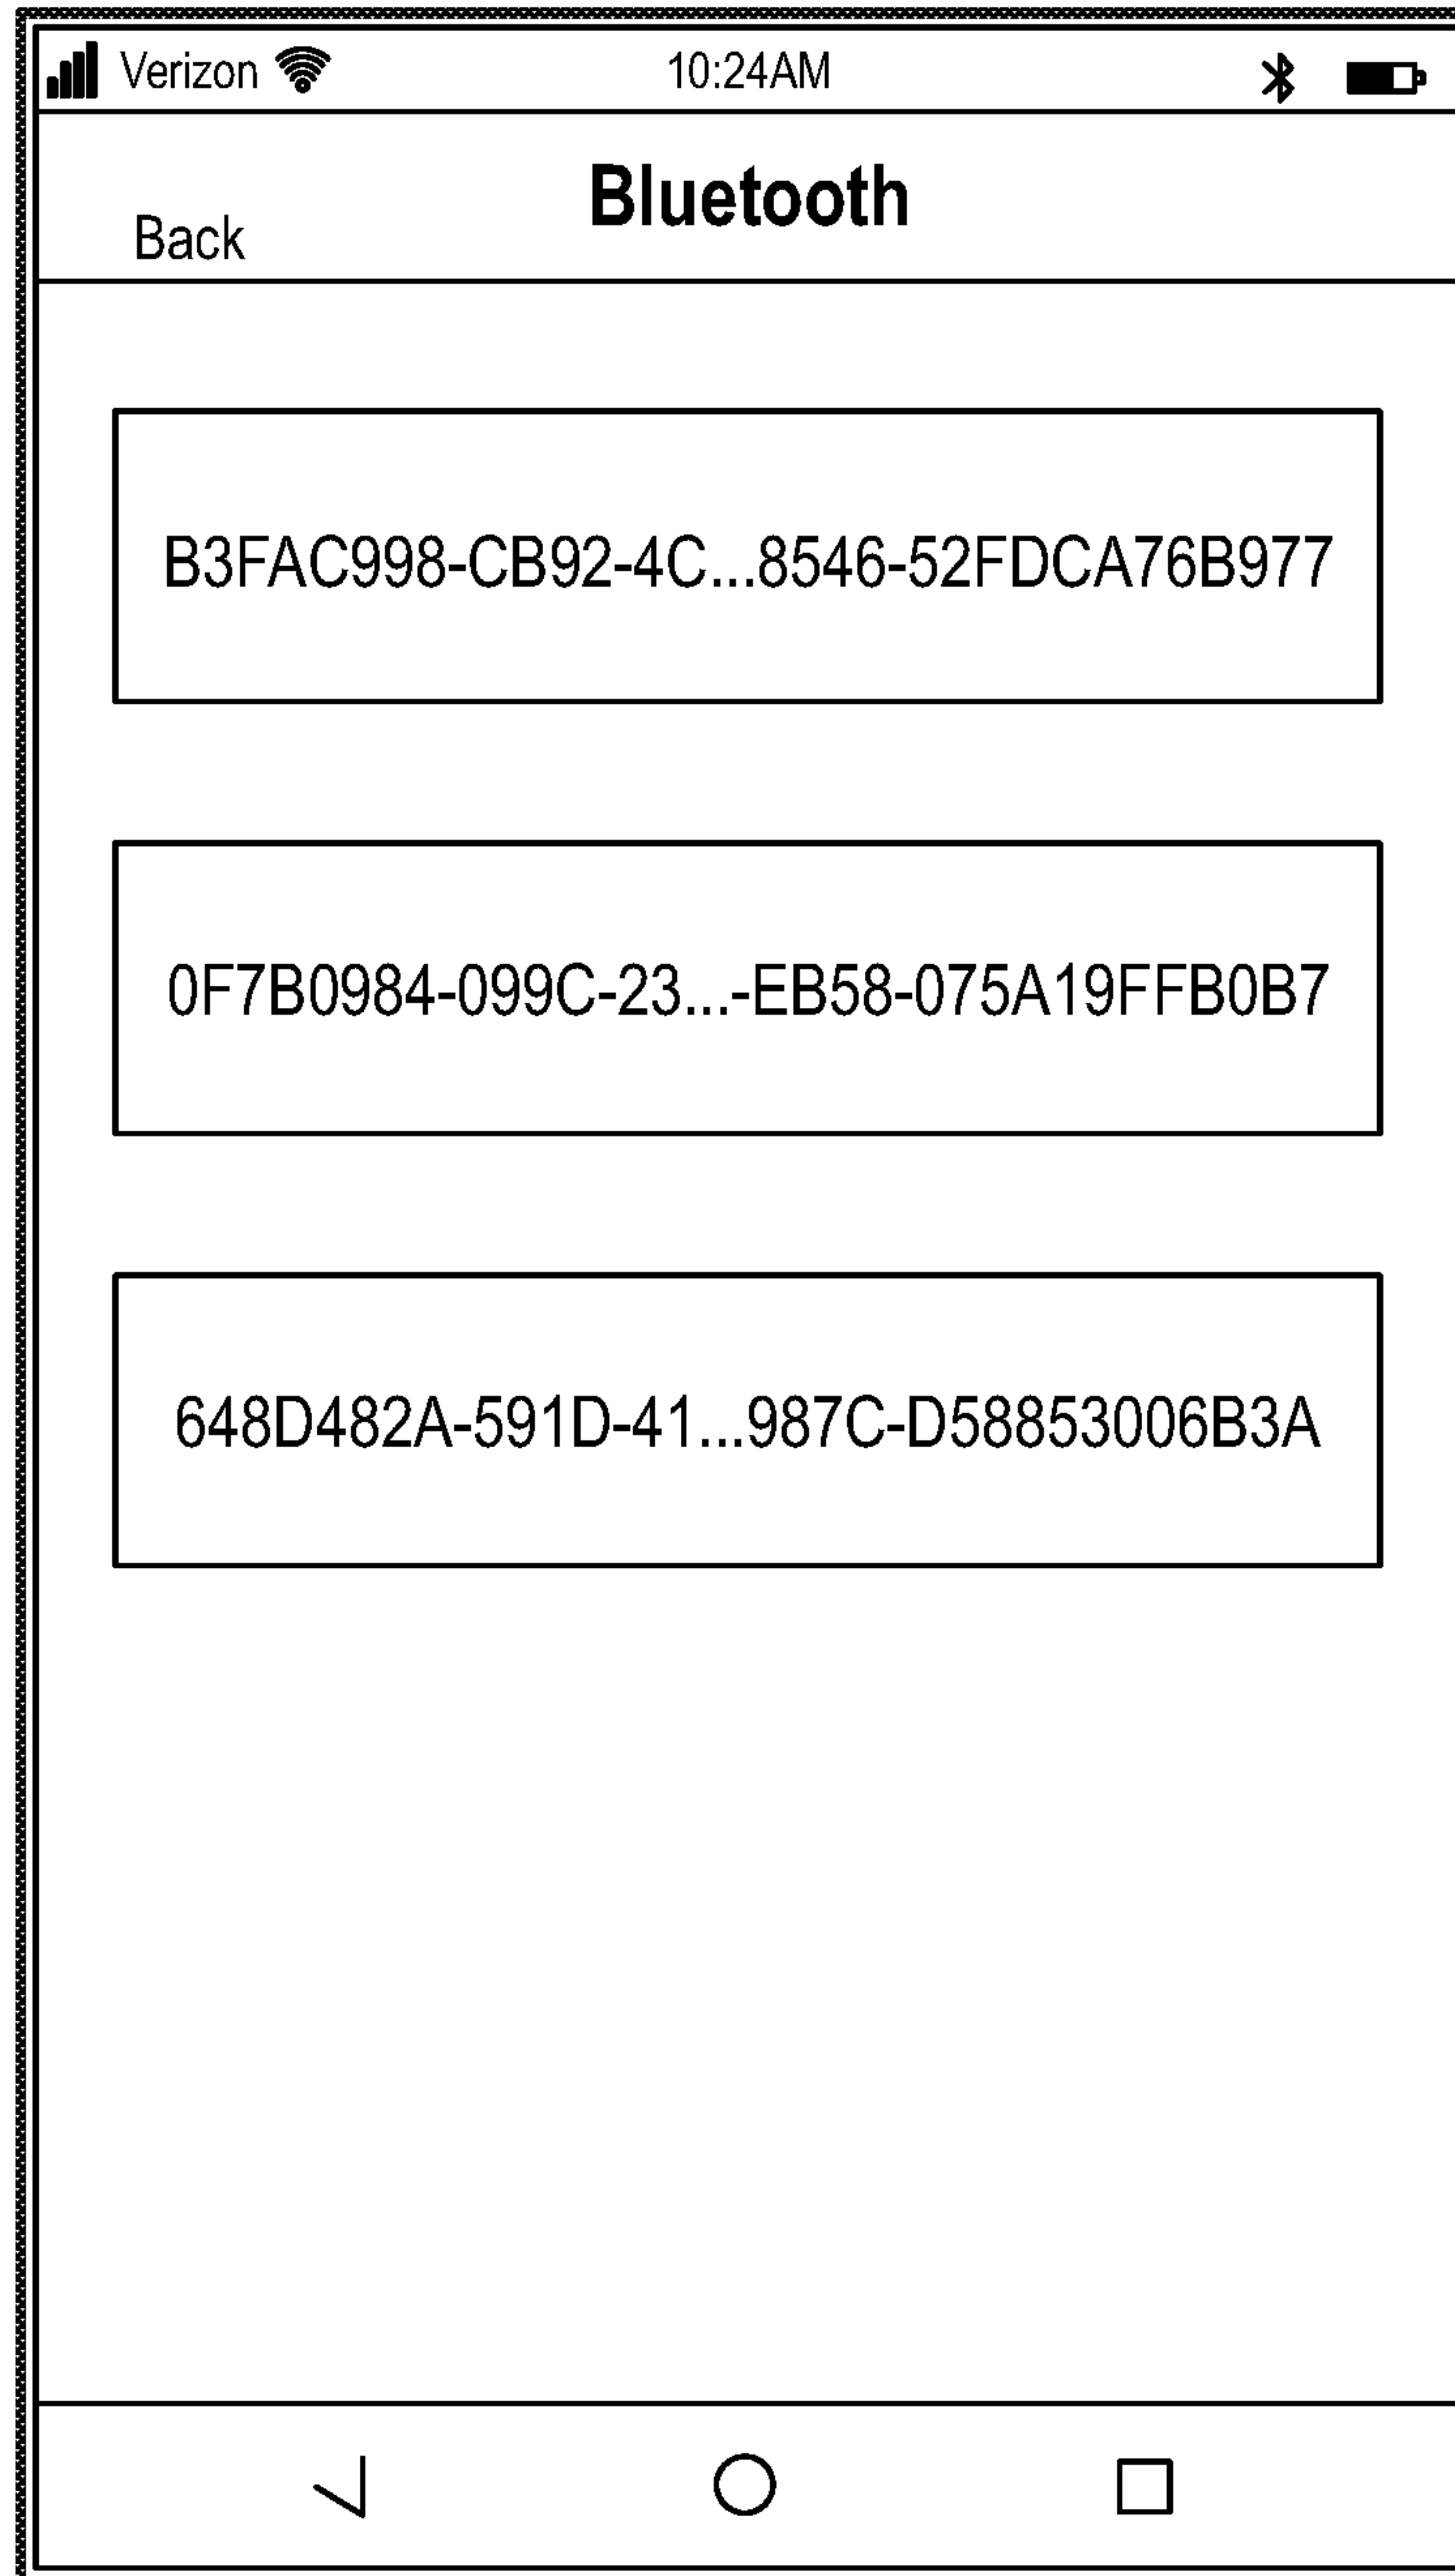 Verizon 10:24AM
Bluetooth
Back
B3FAC998-CB92-4C...8546-52FDCA76B977
0F7B0984-099C-23...-EB58-075A19FFB0B7
648D482A-591D-41...987C-D58853006B3A